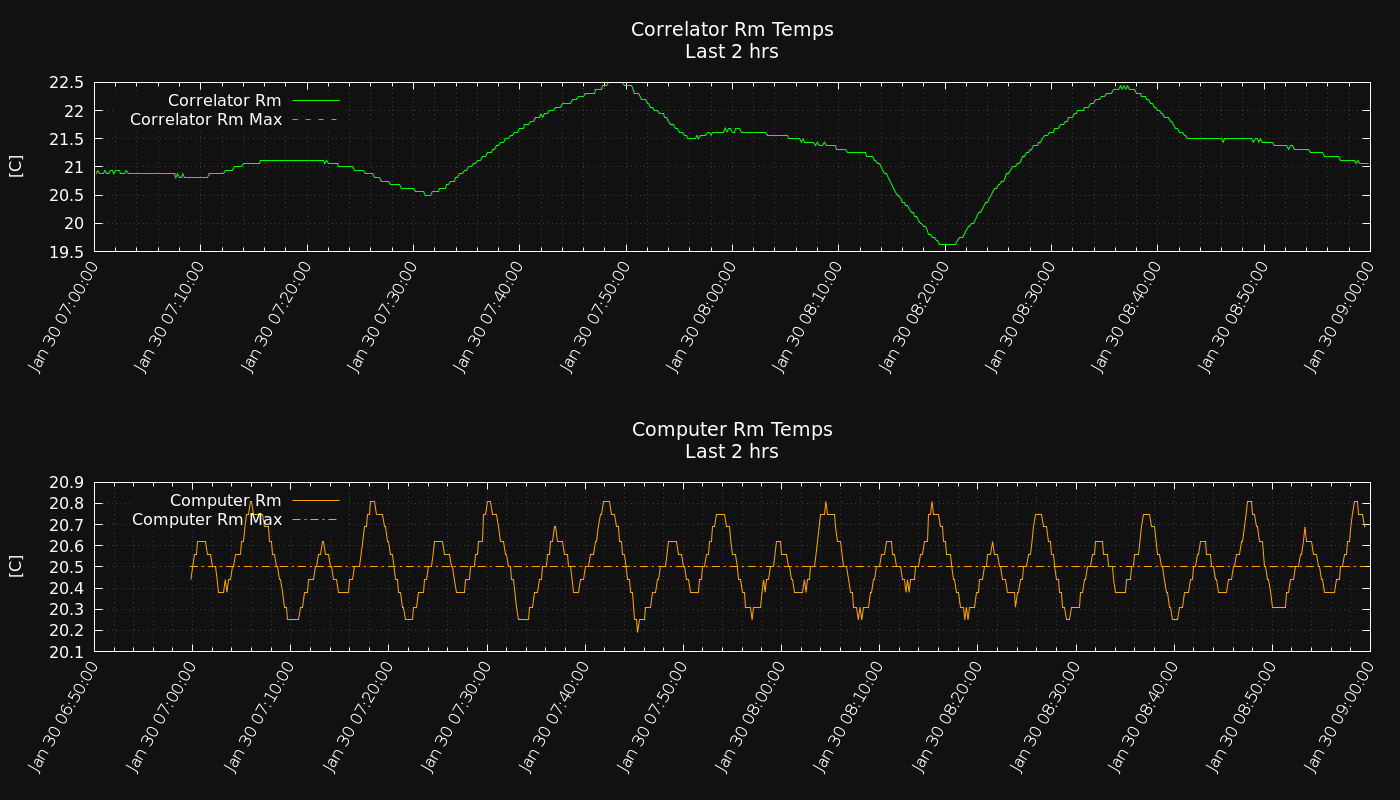 Correlator Rm Temps
Last 2 hrs
Correlator Rm
Correlator Rm Max
[C]
22.5
22
21.5
21
20.5
20
19.5
Jan 30 07:00:00
Jan 30 07:10:00
Jan 30 07:20:00
Jan 30 07:30:00
Jan 30 07:40:00
Jan 30 07:50:00
Jan 30 08:00:00
Jan 30 08:10:00
Jan 30 08:20:00
Jan 30 08:30:00
Jan 30 08:40:00
Jan 30 08:50:00
Jan 30 09:00:00
Computer Rm Temps
Last 2 hrs
Computer Rm
Computer Rm Max
[C]
20.9
20.8
20.7
20.6
20.5
20.4
20.3
20.2
20.1
Jan 30 06:50:00
Jan 30 07:00:00
Jan 30 07:10:00
Jan 30 07:20:00
Jan 30 07:30:00
Jan 30 07:40:00
Jan 30 07:50:00
Jan 30 08:00:00
Jan 30 08:10:00
Jan 30 08:20:00
Jan 30 08:30:00
Jan 30 08:40:00
Jan 30 08:50:00
Jan 30 09:00:00